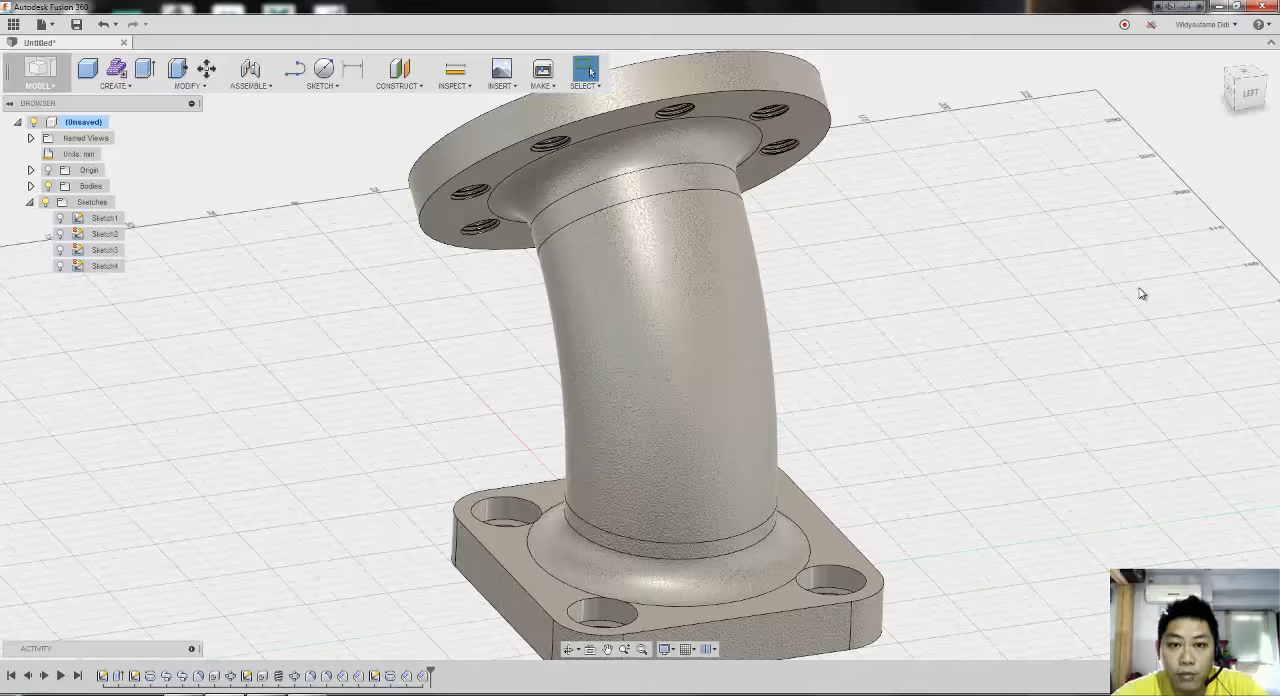 Autodesk Fusion 360
Widyautama Didi
Untitled*
MODEL
CREATE
MODIFY
ASSEMBLE
SKETCH
CONSTRUCT
INSPECT
INSERT
MAKE
SELECT
BROWSER
(Unsaved)
Named Views
Units: mm
Origin
Bodies
Sketches
Sketch1
Sketch2
Sketch3
Sketch4
LEFT
ACTIVITY